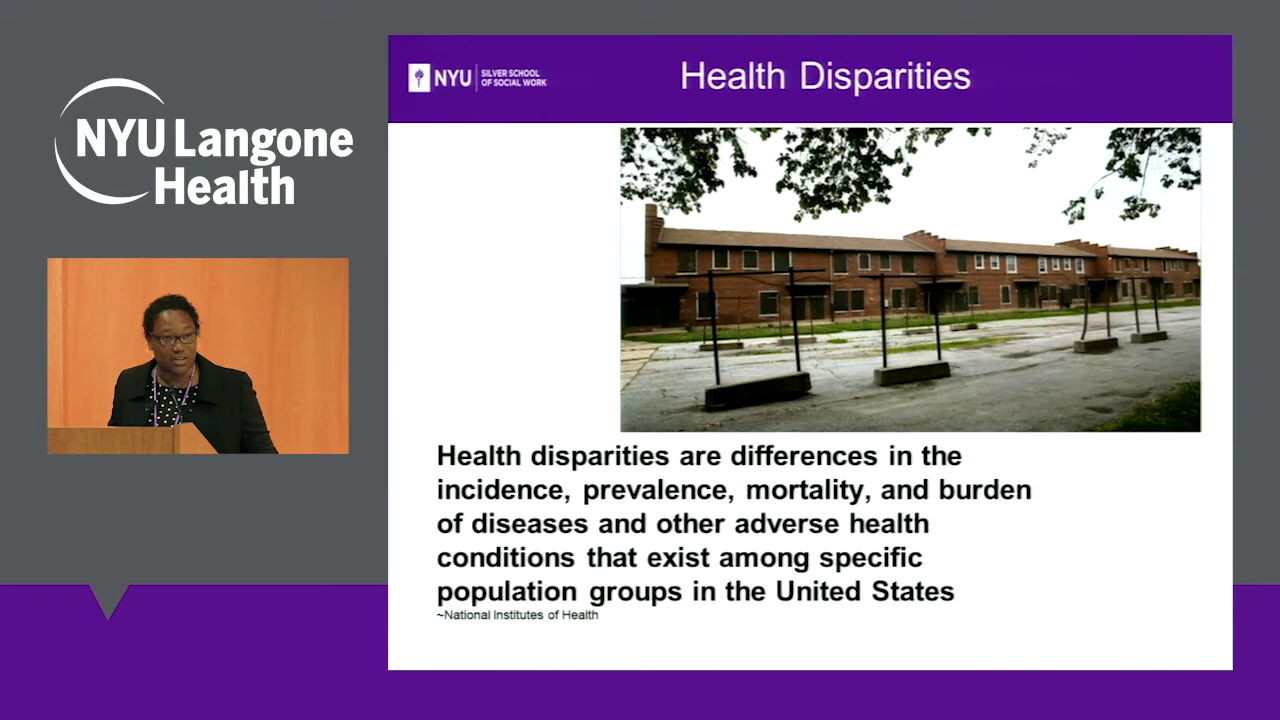 NYU Langone
Health
NYU
SILVER SCHOOL
OF SOCIAL WORK
Health Disparities
Health disparities are differences in the
incidence, prevalence, mortality, and burden
of diseases and other adverse health
conditions that exist among specific
population groups in the United States
~National Institutes of Health